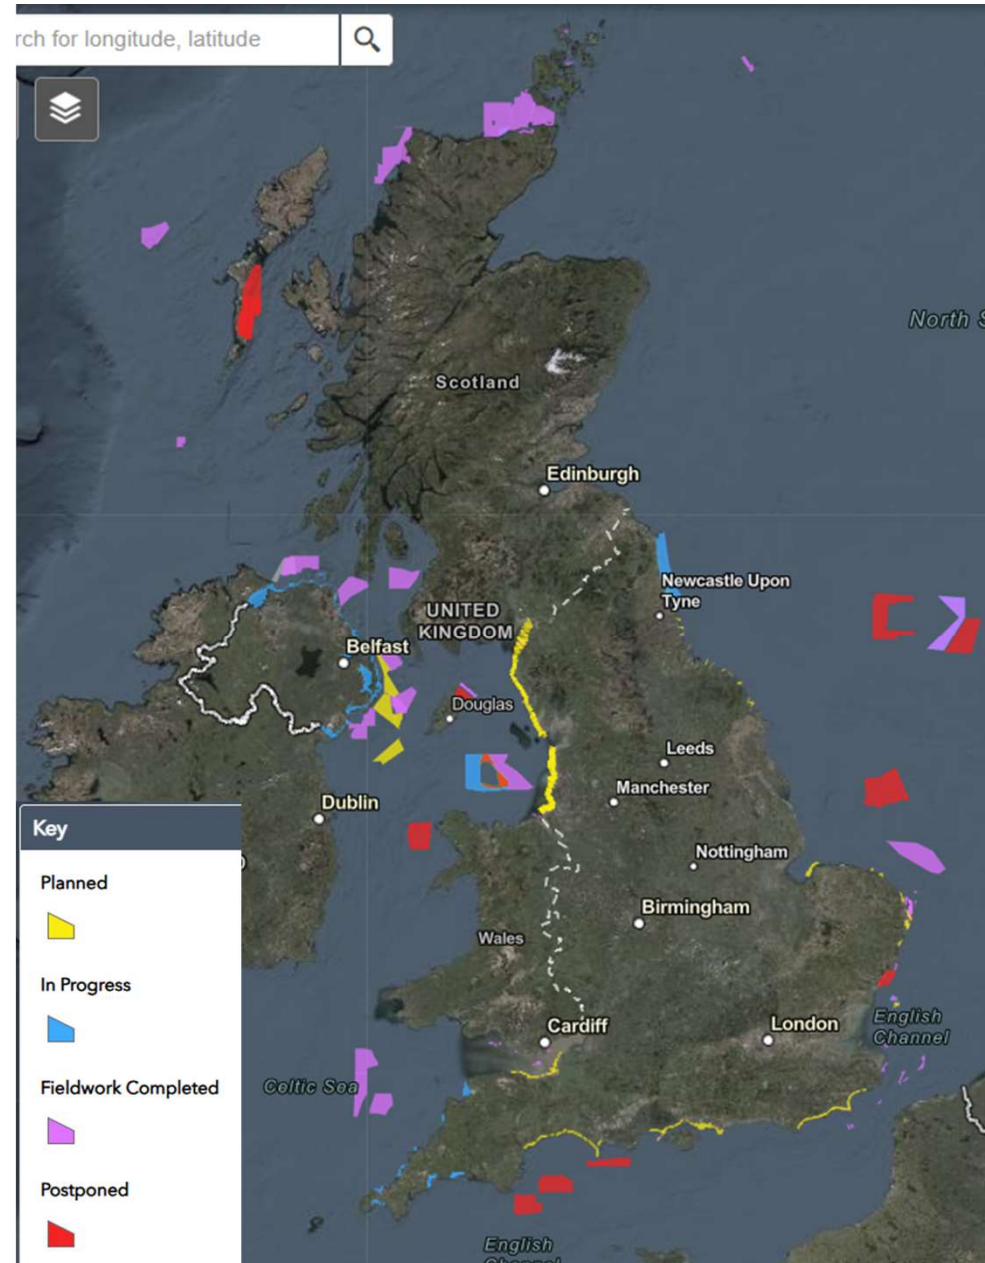 rch for longitude, latitude
North S
Scotland
Edinburgh
Newcastle Upon
Tyne
UNITED
KINGDOM
Belfast
Douglas
Leeds
Manchester
Dublin
Key
Nottingham
Planned
Birmingham
Wales
In Progress
London
English
Channel
Cardiff
Celtic Sea
Fieldwork Completed
Postponed
English
Channel